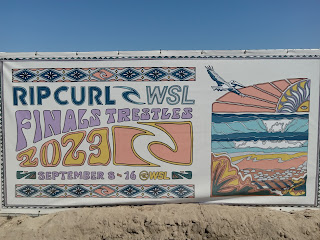 RIP CURL WSL
FINALS TRESTLES
2023
SEPTEMBER 8-16 @WSL